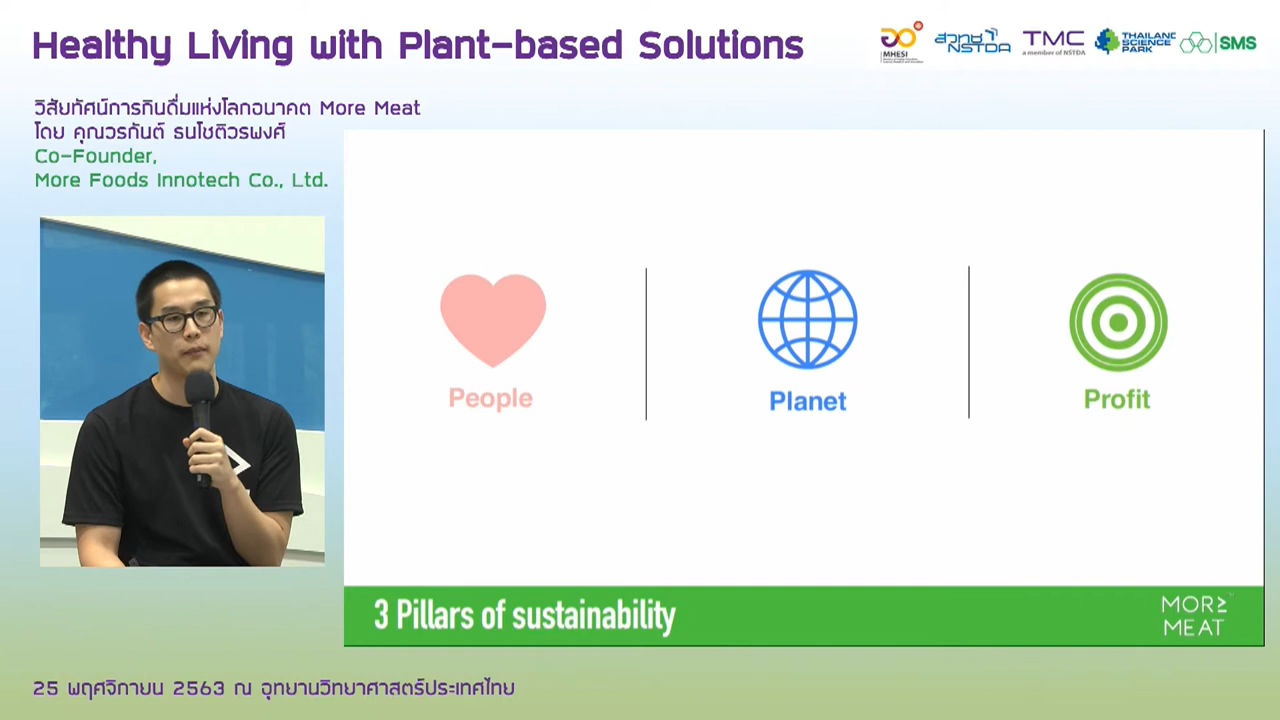 Healthy Living with Plant-based Solutions
MHESI
สวทช
NSTDA
TMC
a member of NSTDA
THAILAND
SCIENCE
PARK
SMS
วิสัยทัศน์การกินดื่มแห่งโลกอนาคต More Meat
โดย คุณวรกันต์ ธนโชติวรพงศ์
Co-Founder,
More Foods Innotech Co., Ltd.
People
Planet
Profit
3 Pillars of sustainability
MORE
MEAT
25 พฤศจิกายน 2563 ณ อุทยานวิทยาศาสตร์ประเทศไทย